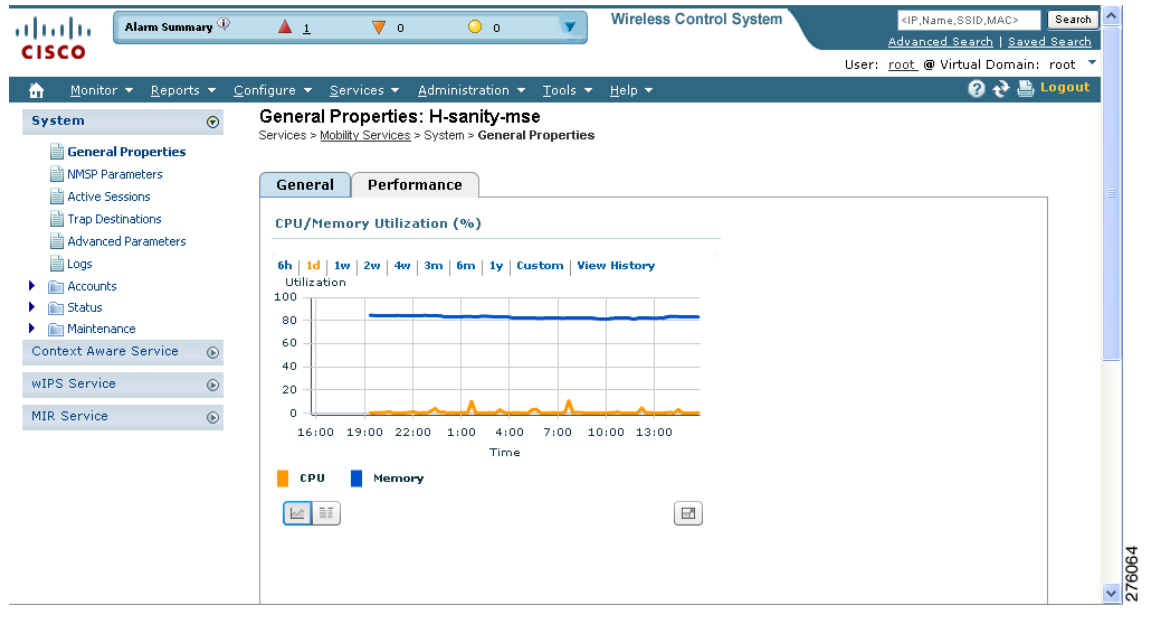 Alarm Summary 1 0 0
Wireless Control System
<IP,Name,SSID,MAC> Search
Advanced Search | Saved Search
CISCO
User: root @ Virtual Domain: root
Monitor Reports Configure Services Administration Tools Help Logout
System
General Properties
NMSP Parameters
Active Sessions
Trap Destinations
Advanced Parameters
Logs
Accounts
Status
Maintenance
Context Aware Service
wIPS Service
MIR Service
General Properties: H-sanity-mse
Services > Mobility Services > System > General Properties
General Performance
CPU/Memory Utilization (%)
6h | 1d | 1w | 2w | 4w | 3m | 6m | 1y | Custom | View History
Utilization
100
80
60
40
20
0
16:00 19:00 22:00 1:00 4:00 7:00 10:00 13:00
Time
CPU Memory
276064